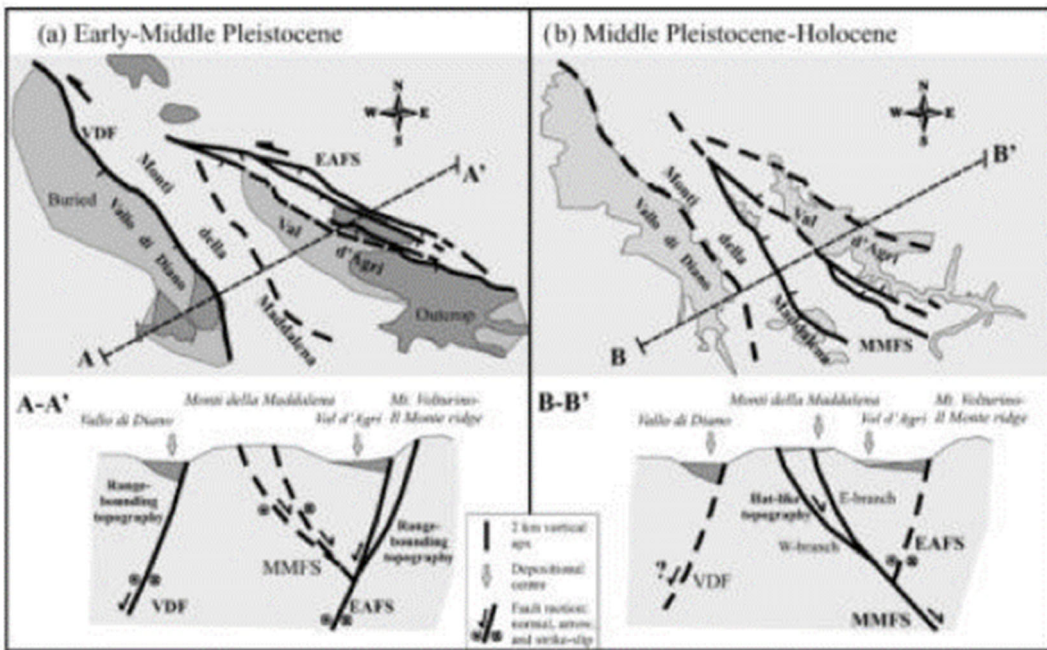 (a) Early-Middle Pleistocene
VDF
EAFS
N
W E
S
A'
Buried
Monti
della
Maddalena
Vallo di Diano
Val
d'Agri
Outcrop
A
(b) Middle Pleistocene-Holocene
N
W E
S
B'
Monti
della
Maddalena
Vallo di Diano
Val
d'Agri
B
MMFS
A-A'
Vallo di Diano
Monti della Maddalena
Val d'Agri
Mt. Volturino-
Il Monte ridge
Range-
bounding
topography
MMFS
Range-
bounding
topography
VDF
EAFS
2 km vertical
Depositional
centre
Fault motion:
normal, arrow,
and strike-slip
B-B'
Vallo di Diano
Monti della Maddalena
Val d'Agri
Mt. Volturino-
Il Monte ridge
topography
E-branch
W-branch
EAFS
?
VDF
MMFS